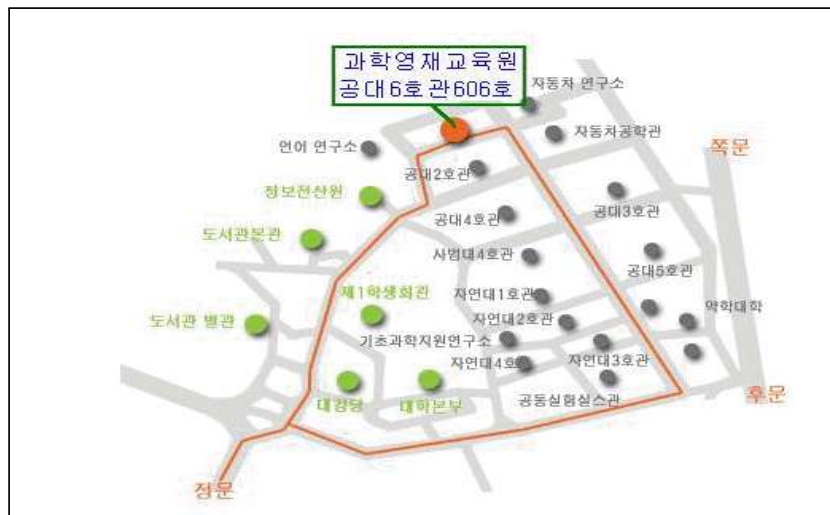 과학영재교육원
공대6호관606호
자동차 연구소
자동차공학관
언어 연구소
쪽문
공대2호관
정보전산원
공대3호관
공대4호관
도서관본관
사범대4호관
공대5호관
제1학생회관
자연대1호관
약학대학
도서관 별관
자연대2호관
기초과학지원연구소
자연대4호
자연대3호관
대강당
대학본부
공동실험실스관
후문
정문